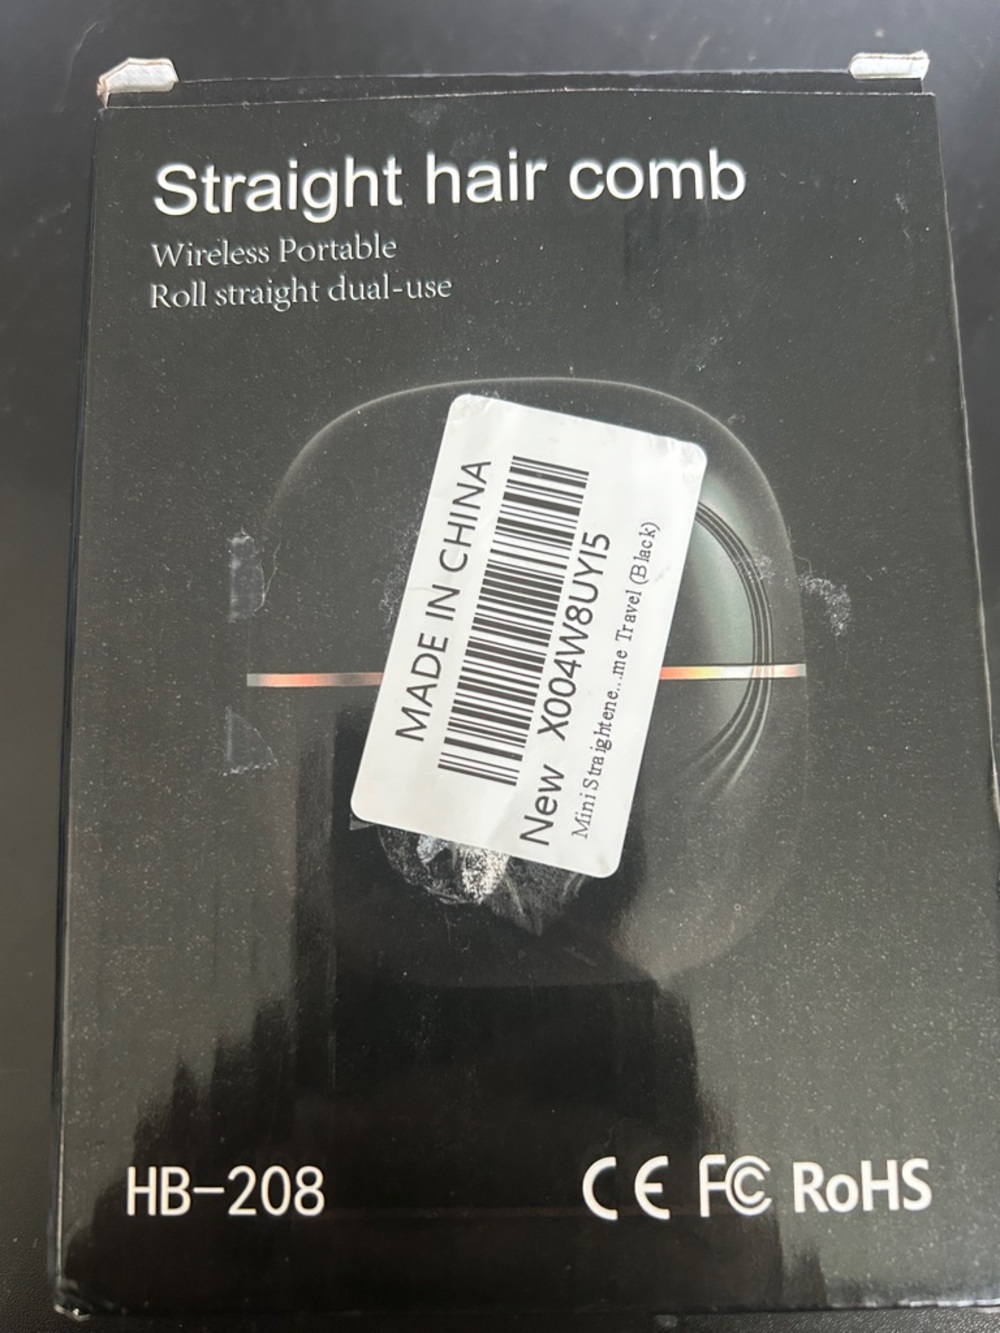 Straight hair comb
Wireless Portable
Roll straight dual-use
MADE IN CHINA
New X004W8UYI5
Mini Straightene...me Travel (Black)
HB-208
CE FC RoHS